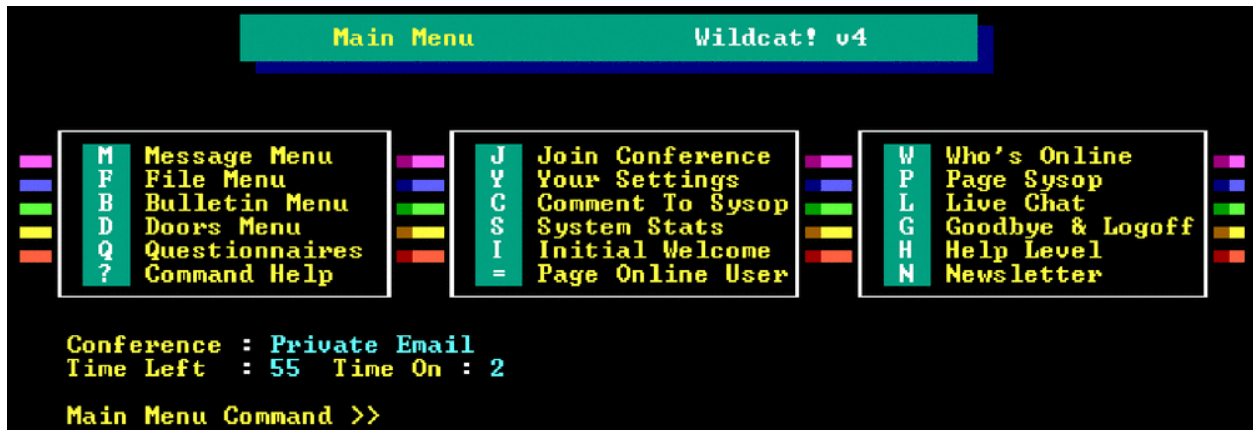 Main Menu Wildcat! v4
M Message Menu J Join Conference W Who's Online
F File Menu Y Your Settings P Page Sysop
B Bulletin Menu C Comment To Sysop L Live Chat
D Doors Menu S System Stats G Goodbye & Logoff
Q Questionnaires I Initial Welcome H Help Level
? Command Help = Page Online User N Newsletter
Conference : Private Email
Time Left : 55 Time On : 2
Main Menu Command >>